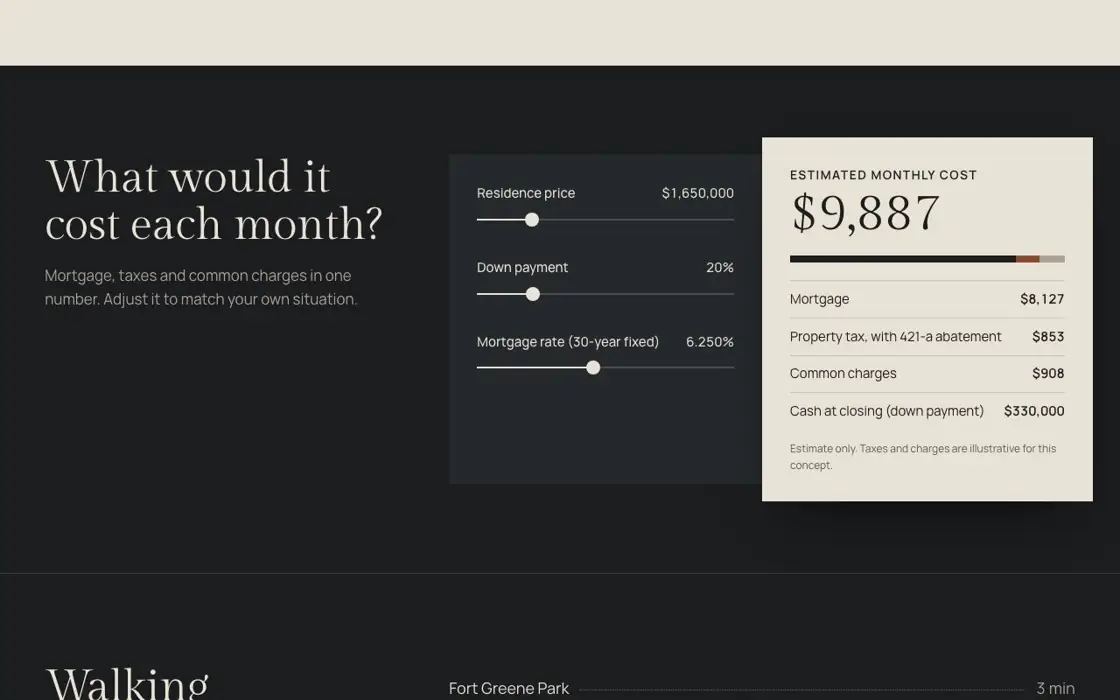 What would it
cost each month?
Mortgage, taxes and common charges in one
number. Adjust it to match your own situation.
Residence price $1,650,000
Down payment 20%
Mortgage rate (30-year fixed) 6.250%
ESTIMATED MONTHLY COST
$9,887
Mortgage $8,127
Property tax, with 421-a abatement $853
Common charges $908
Cash at closing (down payment) $330,000
Estimate only. Taxes and charges are illustrative for this
concept.
Walking
Fort Greene Park 3 min